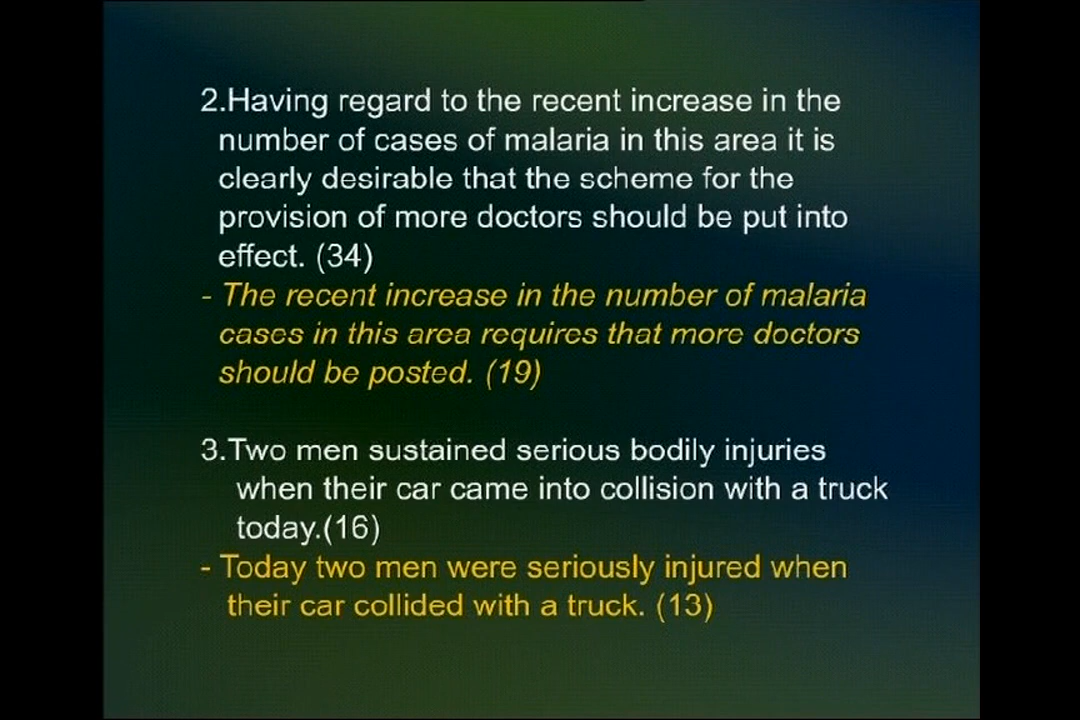 2.Having regard to the recent increase in the
number of cases of malaria in this area it is
clearly desirable that the scheme for the
provision of more doctors should be put into
effect. (34)
- The recent increase in the number of malaria
cases in this area requires that more doctors
should be posted. (19)
3.Two men sustained serious bodily injuries
when their car came into collision with a truck
today.(16)
- Today two men were seriously injured when
their car collided with a truck. (13)